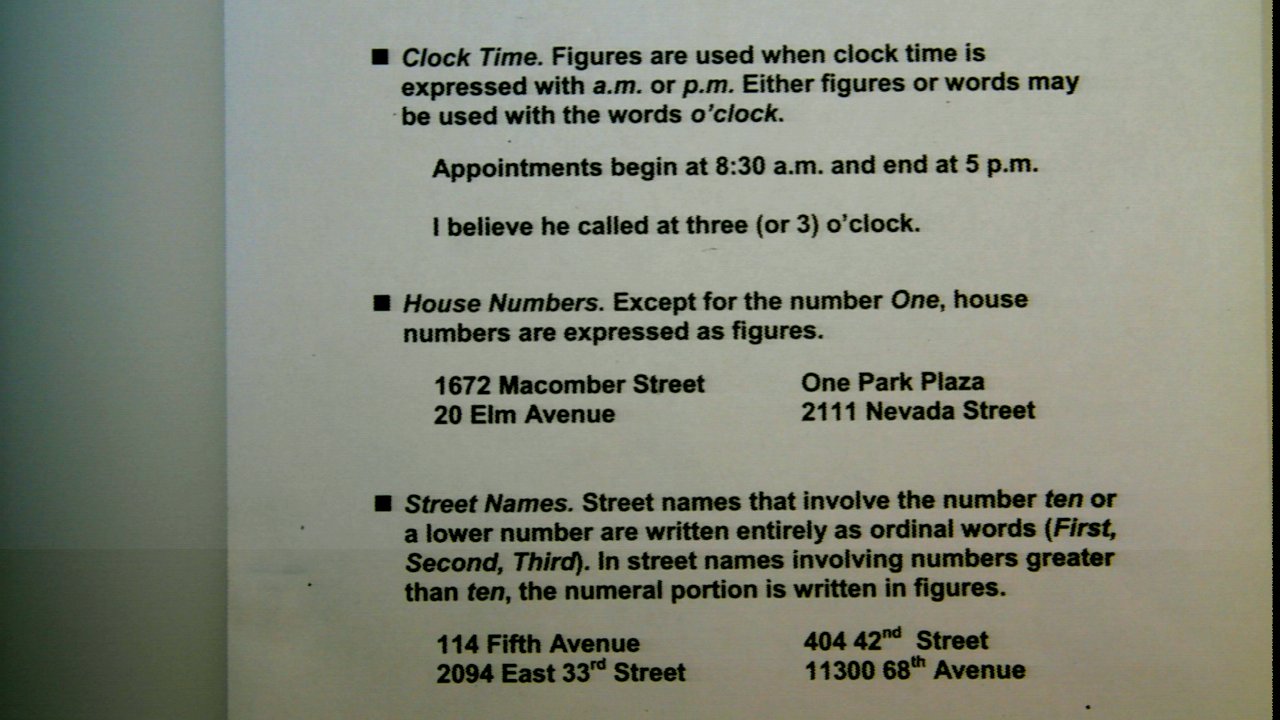 ■ Clock Time. Figures are used when clock time is
expressed with a.m. or p.m. Either figures or words may
be used with the words o'clock.
Appointments begin at 8:30 a.m. and end at 5 p.m.
I believe he called at three (or 3) o'clock.
■ House Numbers. Except for the number One, house
numbers are expressed as figures.
1672 Macomber Street One Park Plaza
20 Elm Avenue 2111 Nevada Street
■ Street Names. Street names that involve the number ten or
a lower number are written entirely as ordinal words (First,
Second, Third). In street names involving numbers greater
than ten, the numeral portion is written in figures.
114 Fifth Avenue 404 42nd Street
2094 East 33rd Street 11300 68th Avenue